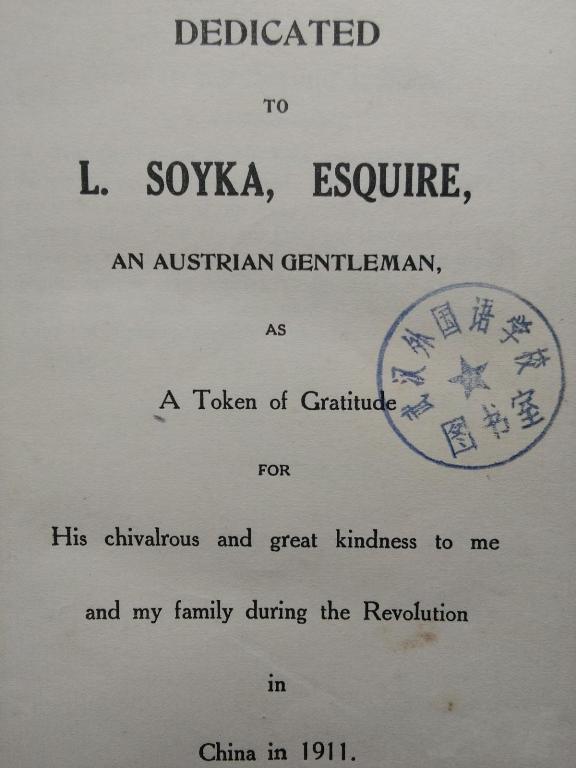 DEDICATED
TO
L. SOYKA, ESQUIRE,
AN AUSTRIAN GENTLEMAN,
AS
A Token of Gratitude
FOR
His chivalrous and great kindness to me
and my family during the Revolution
in
China in 1911.
武汉外国语学校
图书室